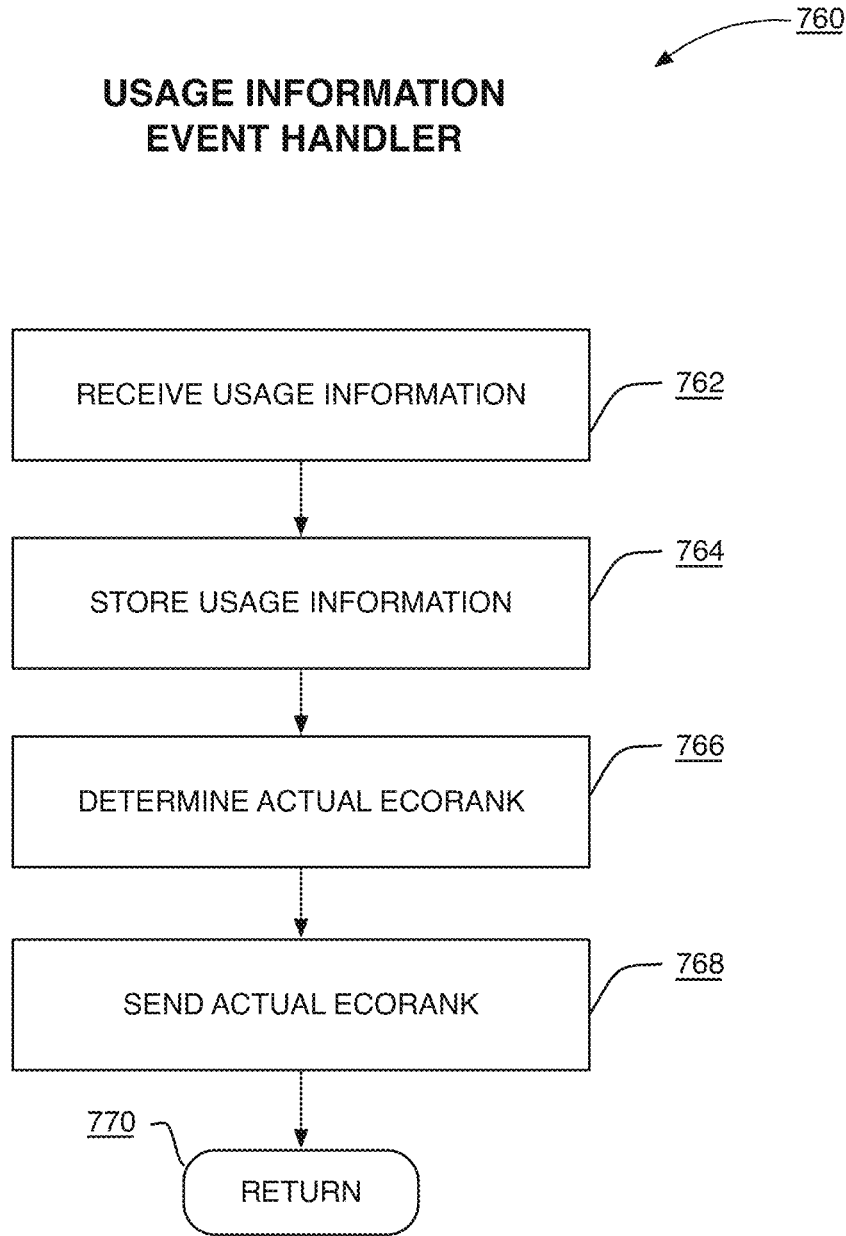 760
USAGE INFORMATION
EVENT HANDLER
RECEIVE USAGE INFORMATION
762
STORE USAGE INFORMATION
764
DETERMINE ACTUAL ECORANK
766
SEND ACTUAL ECORANK
768
770
RETURN